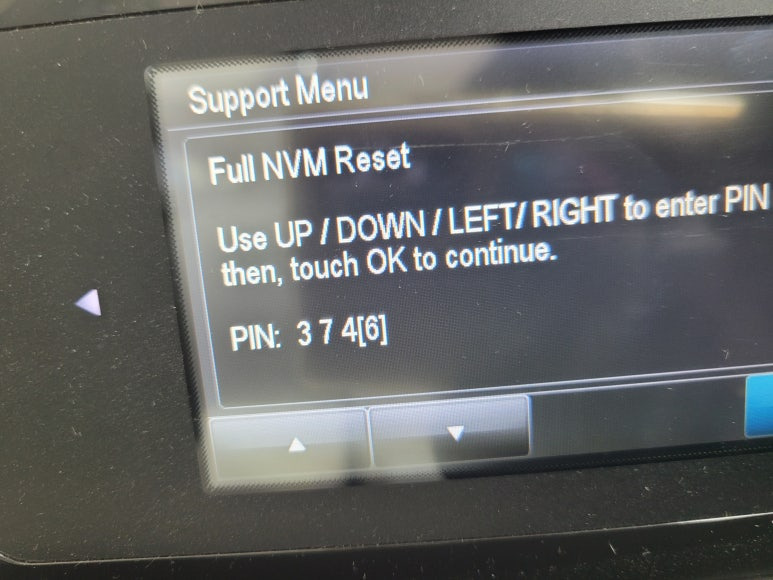 Support Menu
Full NVM Reset
Use UP / DOWN / LEFT/ RIGHT to enter PIN
then, touch OK to continue.
PIN: 3 7 4[6]